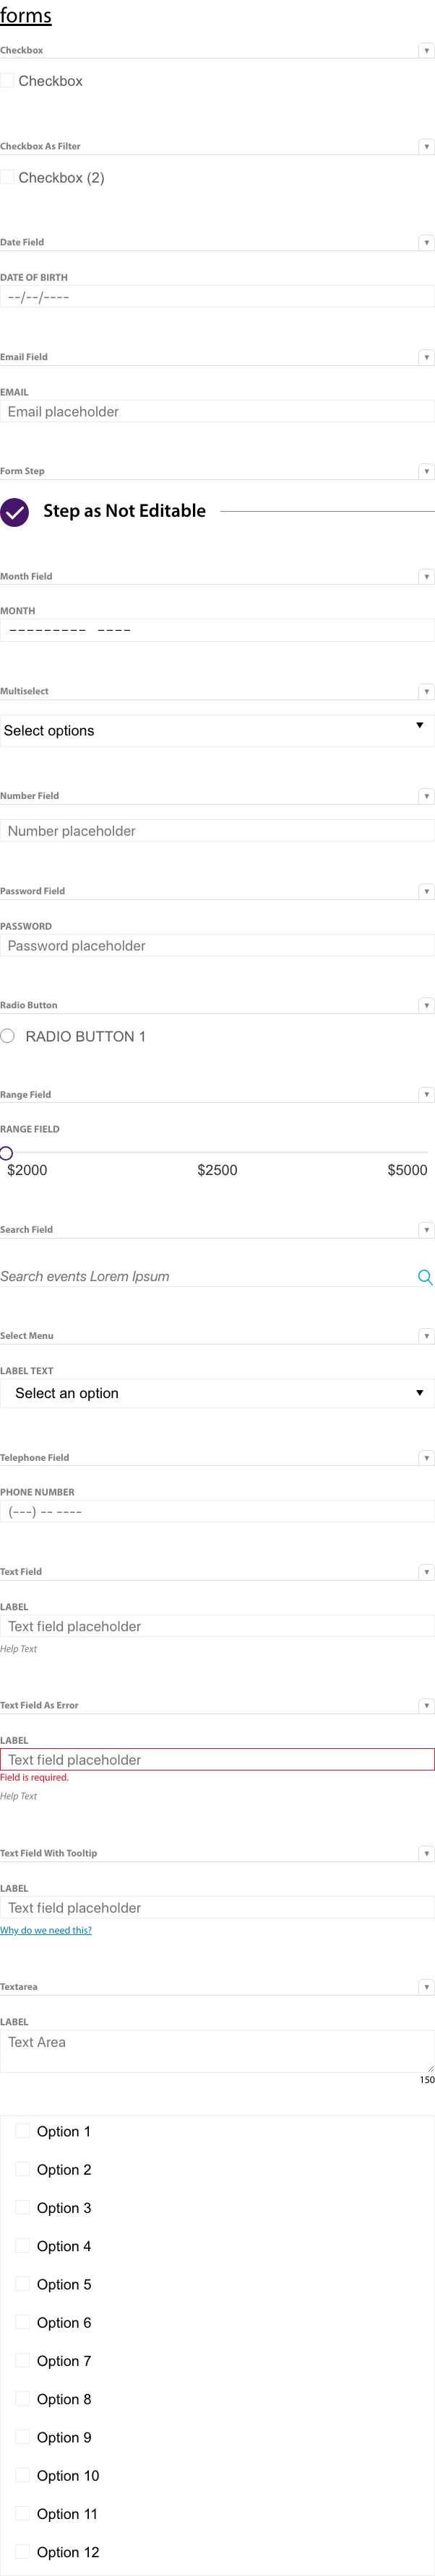 forms
Checkbox
Checkbox
Checkbox As Filter
Checkbox (2)
Date Field
DATE OF BIRTH
--/--/----
Email Field
EMAIL
Email placeholder
Form Step
Step as Not Editable
Month Field
MONTH
--------- ----
Multiselect
Select options
Number Field
Number placeholder
Password Field
PASSWORD
Password placeholder
Radio Button
RADIO BUTTON 1
Range Field
RANGE FIELD
$2000 $2500 $5000
Search Field
Search events Lorem Ipsum
Select Menu
LABEL TEXT
Select an option
Telephone Field
PHONE NUMBER
(---) -- ----
Text Field
LABEL
Text field placeholder
Help Text
Text Field As Error
LABEL
Text field placeholder
Field is required.
Help Text
Text Field With Tooltip
LABEL
Text field placeholder
Why do we need this?
Textarea
LABEL
Text Area
150
Option 1
Option 2
Option 3
Option 4
Option 5
Option 6
Option 7
Option 8
Option 9
Option 10
Option 11
Option 12